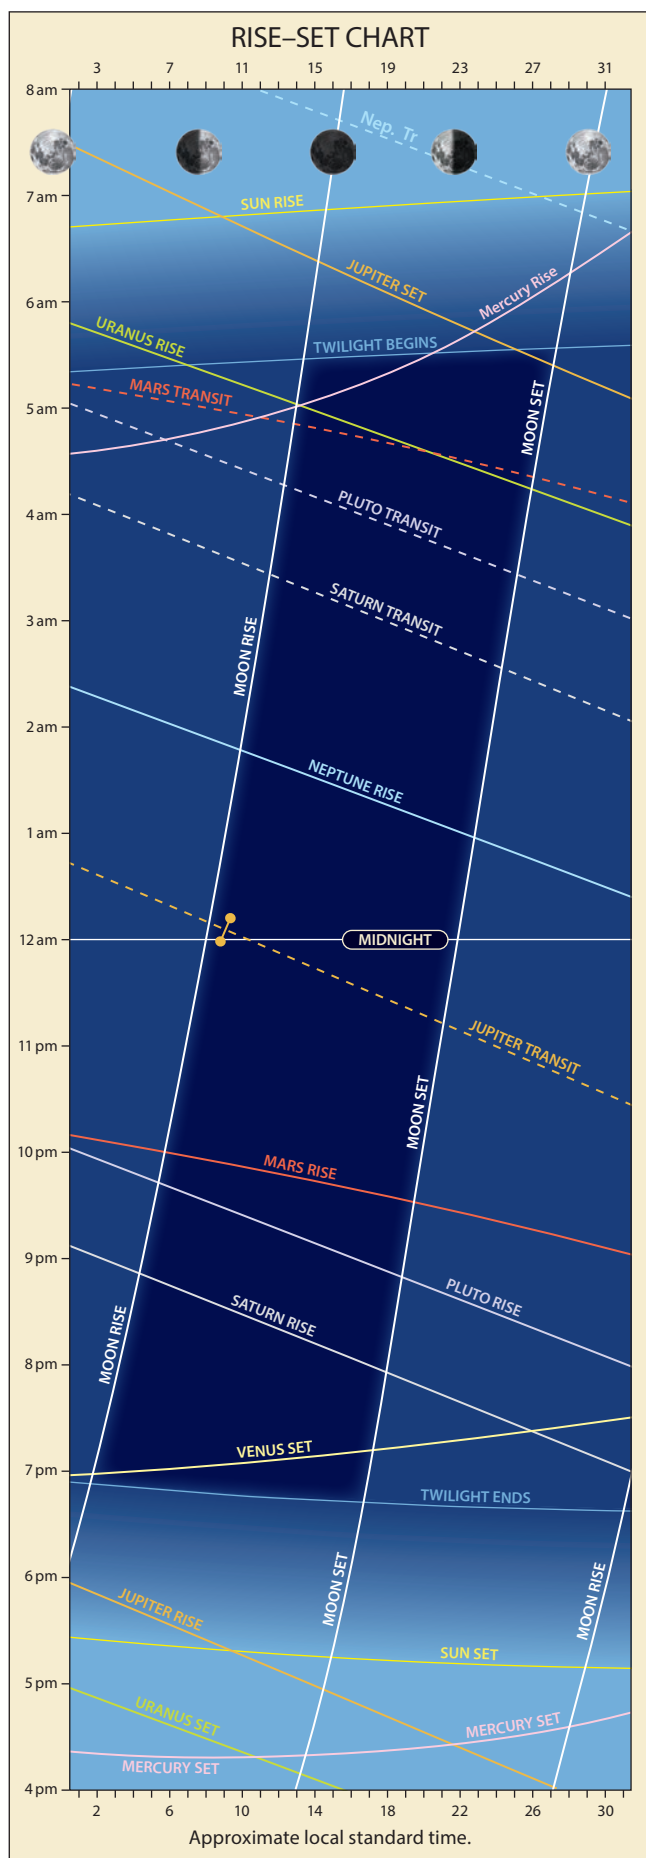 RISE–SET CHART
3 7 11 15 19 23 27 31
8 am
Nep. Tr
7 am
SUN RISE
JUPITER SET
Mercury Rise
6 am
URANUS RISE
TWILIGHT BEGINS
MARS TRANSIT
5 am
MOON SET
PLUTO TRANSIT
4 am
SATURN TRANSIT
3 am
MOON RISE
2 am
NEPTUNE RISE
1 am
12 am
MIDNIGHT
11 pm
JUPITER TRANSIT
MOON SET
10 pm
MARS RISE
9 pm
PLUTO RISE
SATURN RISE
MOON RISE
8 pm
VENUS SET
7 pm
TWILIGHT ENDS
6 pm
MOON SET
MOON RISE
JUPITER RISE
SUN SET
5 pm
URANUS SET
MERCURY SET
MERCURY SET
4 pm
2 6 10 14 18 22 26 30
Approximate local standard time.